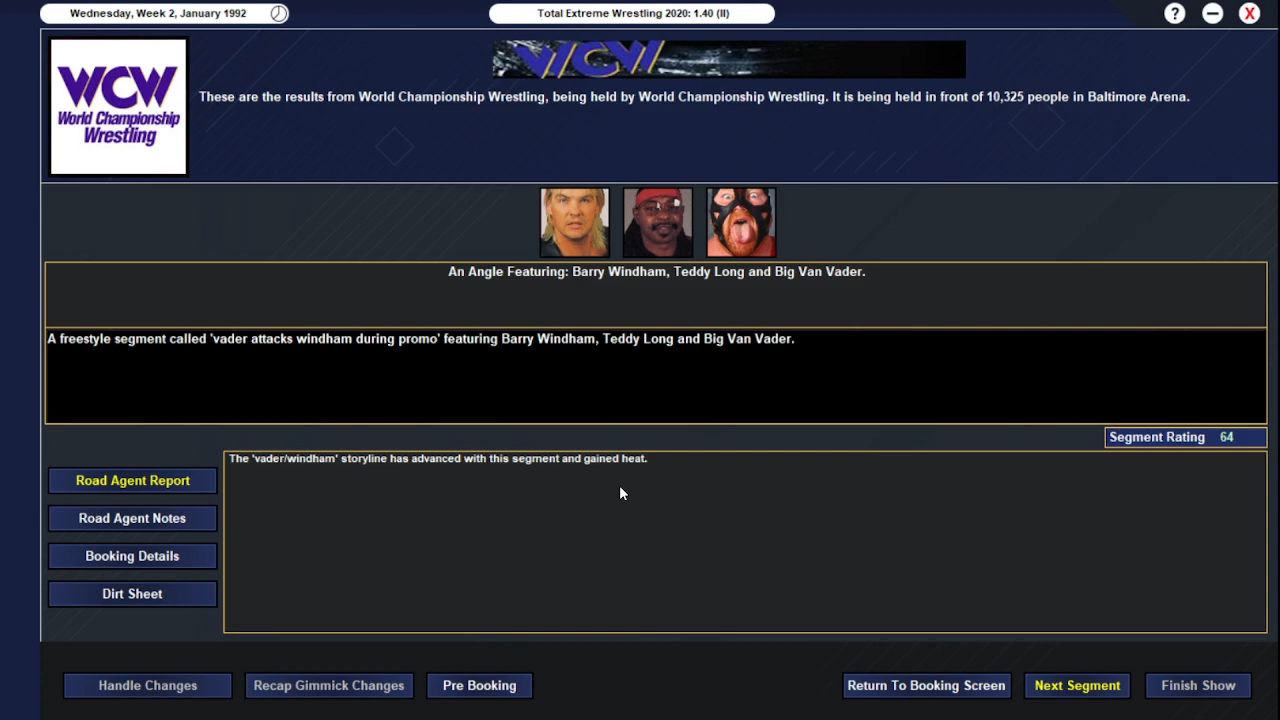 Wednesday, Week 2, January 1992
Total Extreme Wrestling 2020: 1.40 (II)
?
X
WCW
World Championship
Wrestling
WCW
These are the results from World Championship Wrestling, being held by World Championship Wrestling. It is being held in front of 10,325 people in Baltimore Arena.
An Angle Featuring: Barry Windham, Teddy Long and Big Van Vader.
A freestyle segment called 'vader attacks windham during promo' featuring Barry Windham, Teddy Long and Big Van Vader.
Segment Rating 64
The 'vader/windham' storyline has advanced with this segment and gained heat.
Road Agent Report
Road Agent Notes
Booking Details
Dirt Sheet
Handle Changes
Recap Gimmick Changes
Pre Booking
Return To Booking Screen
Next Segment
Finish Show